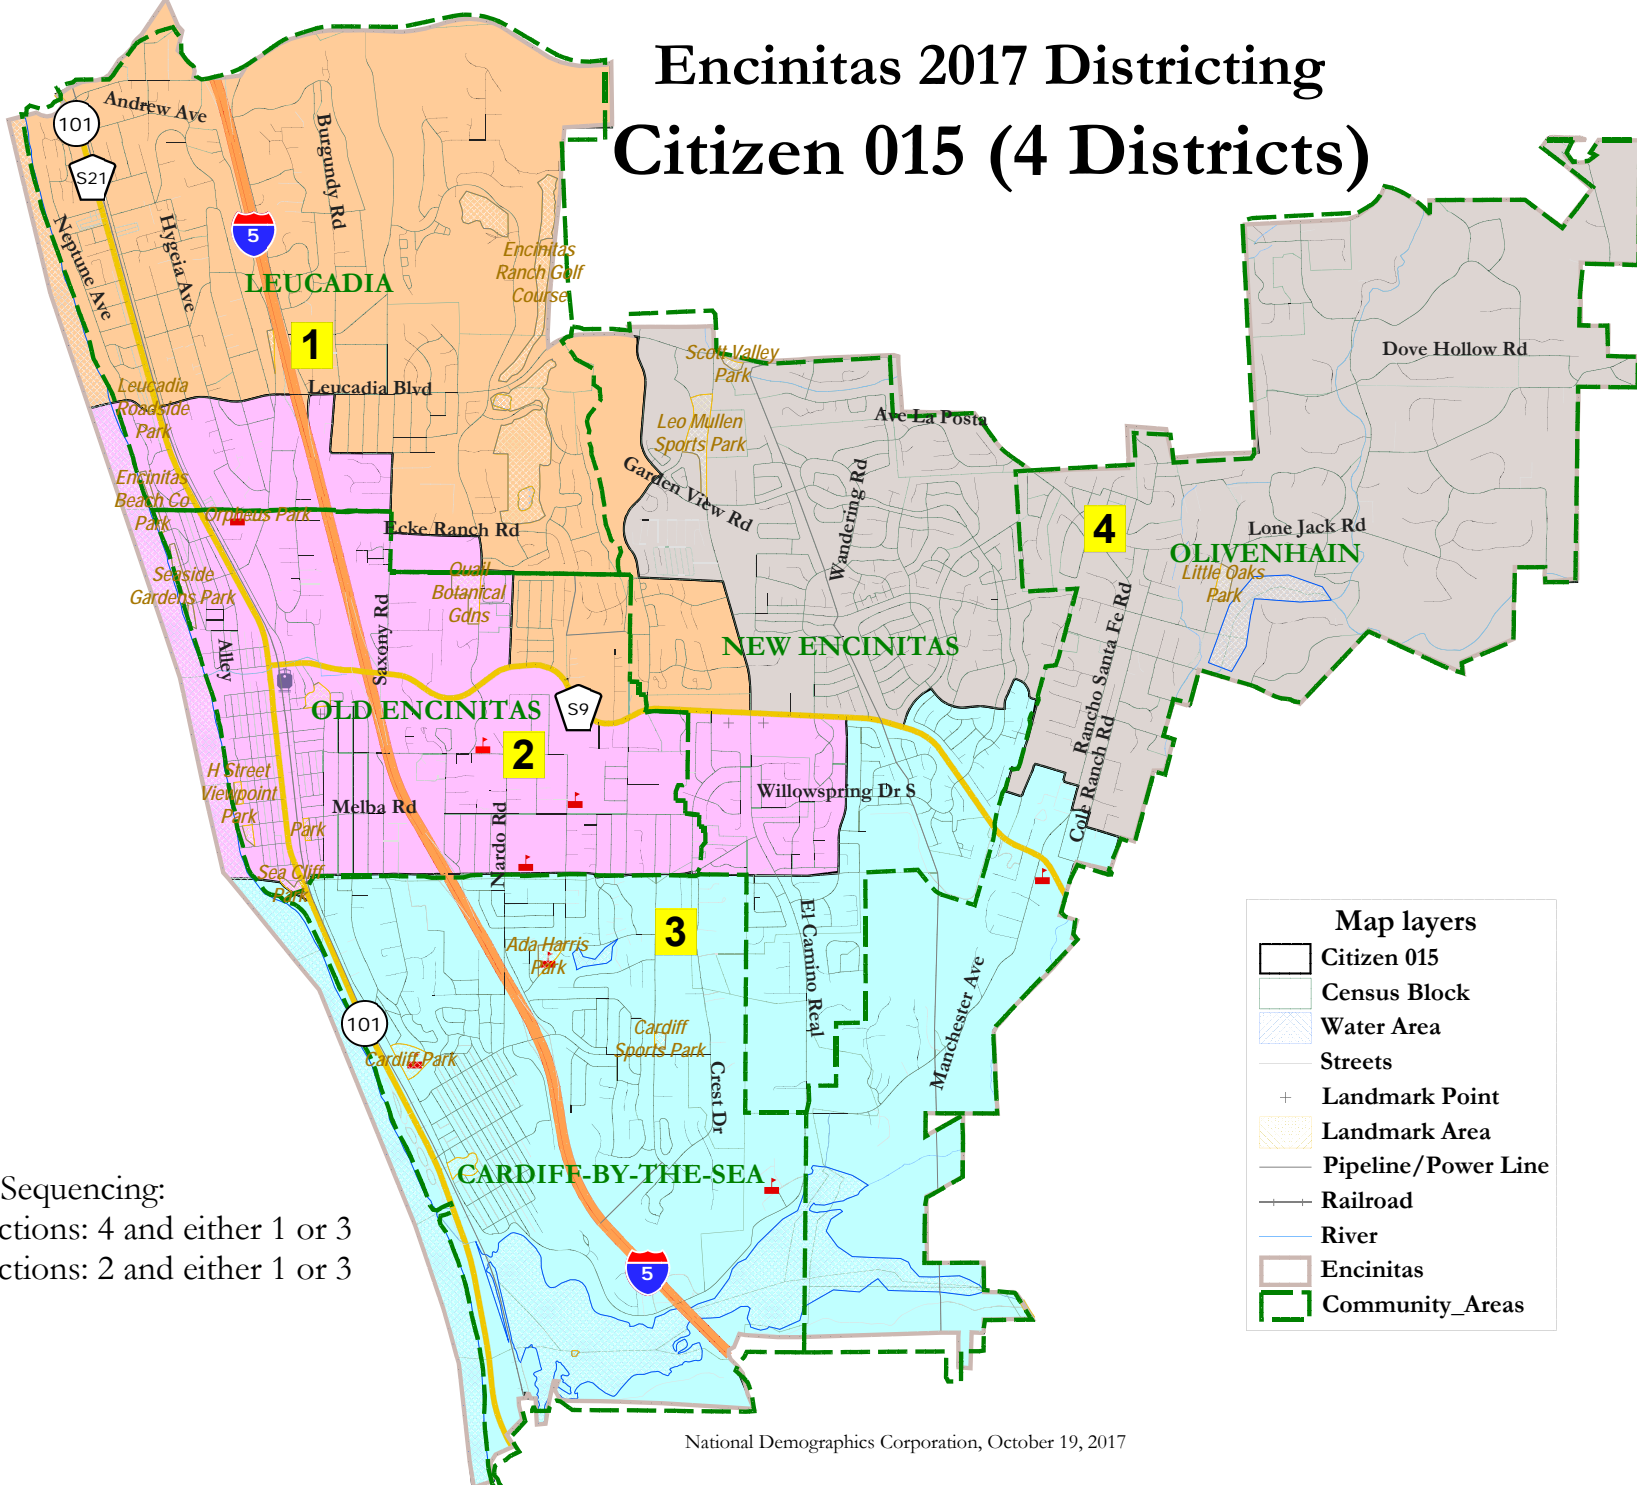 Encinitas 2017 Districting
Citizen 015 (4 Districts)
Andrew Ave
101
S21
Burgundy Rd
Neptune Ave
Hygeia Ave
5
LEUCADIA
Encinitas
Ranch Golf
Course
1
Leucadia Blvd
Leucadia
Roadside
Park
Scott Valley
Park
Dove Hollow Rd
Leo Mullen
Sports Park
Ave La Posta
Encinitas
Beach Co
Park
Orpheus Park
Garden View Rd
Wandering Rd
Ecke Ranch Rd
4
Lone Jack Rd
OLIVENHAIN
Little Oaks
Park
Seaside
Gardens Park
Quail
Botanical
Gdns
Alley
Saxony Rd
NEW ENCINITAS
Rancho Santa Fe Rd
OLD ENCINITAS
S9
2
Cole Ranch Rd
H Street
Viewpoint
Park
Park
Melba Rd
Nardo Rd
Willowspring Dr S
Sea Cliff
Park
3
El Camino Real
Ada Harris
Park
Manchester Ave
101
Cardiff
Sports Park
Cardiff Park
Crest Dr
CARDIFF-BY-THE-SEA
5
Sequencing:
ctions: 4 and either 1 or 3
ctions: 2 and either 1 or 3
Map layers
Citizen 015
Census Block
Water Area
Streets
Landmark Point
Landmark Area
Pipeline/Power Line
Railroad
River
Encinitas
Community_Areas
National Demographics Corporation, October 19, 2017